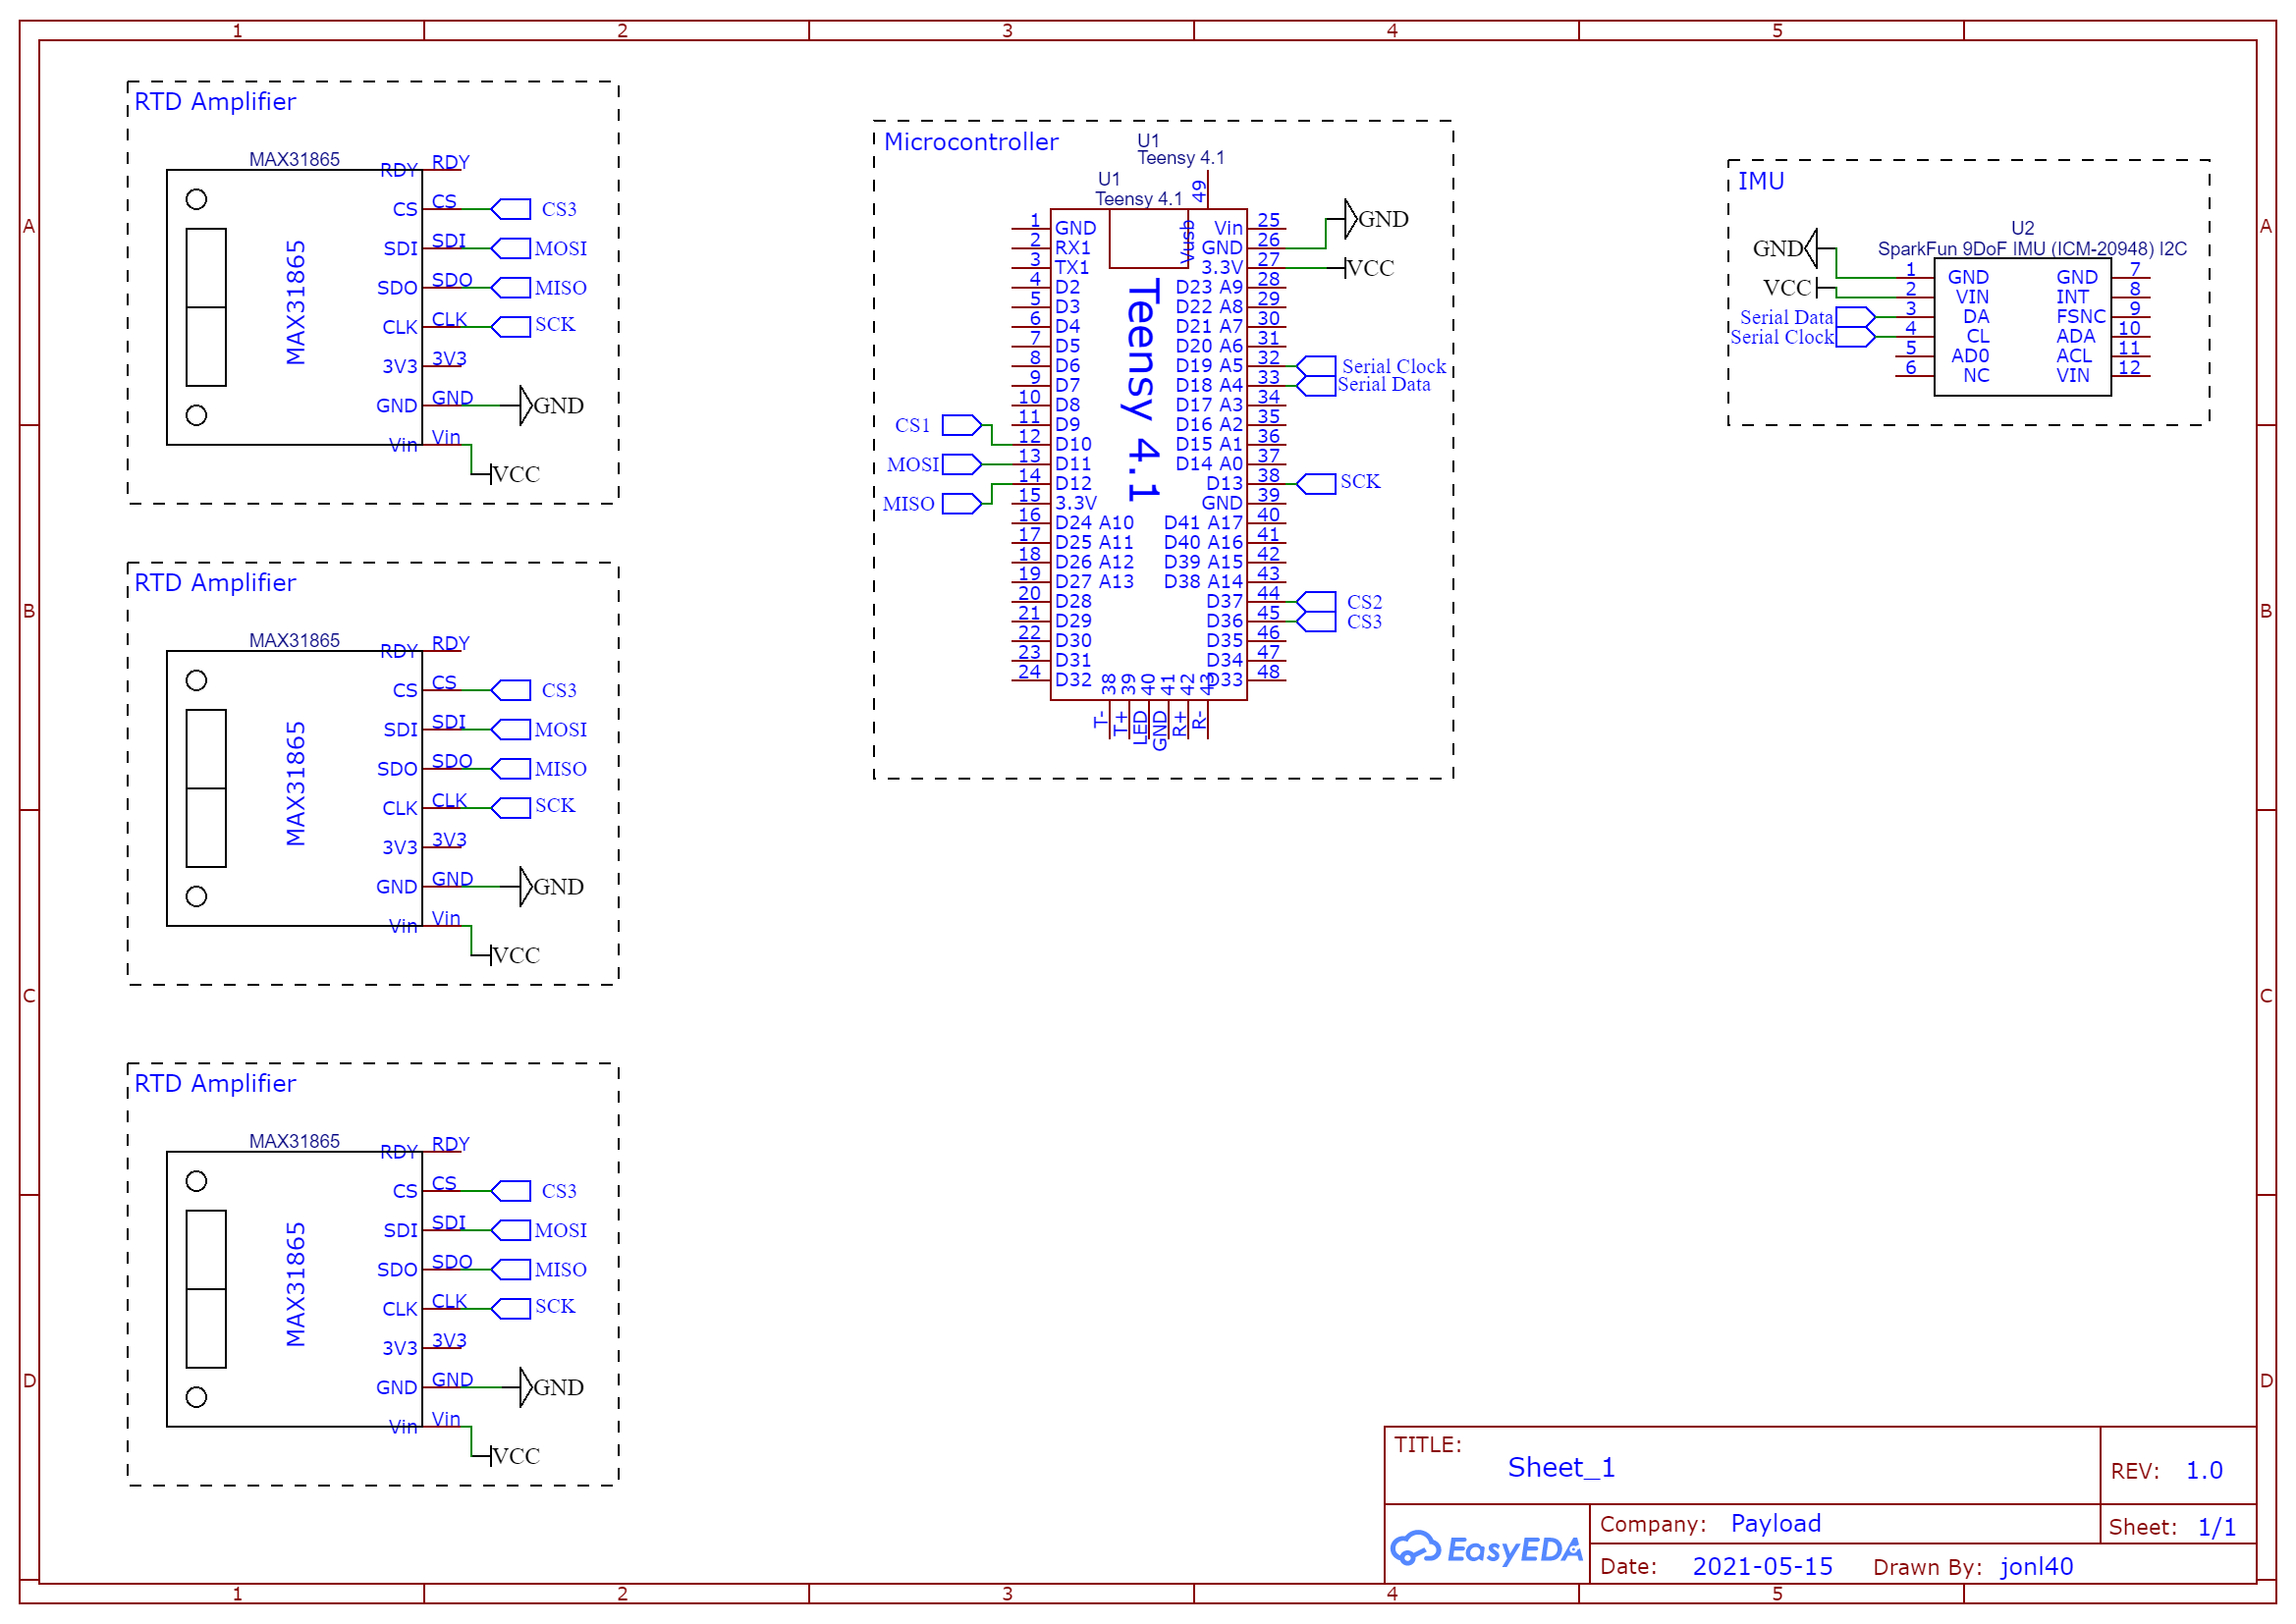 1 2 3 4 5
A
B
C
D
A
B
C
D
1 2 3 4 5
RTD Amplifier
MAX31865
MAX31865
RDY RDY
CS CS CS3
SDI SDI MOSI
SDO SDO MISO
CLK CLK SCK
3V3 3V3
GND GND GND
Vin Vin VCC
RTD Amplifier
MAX31865
MAX31865
RDY RDY
CS CS CS3
SDI SDI MOSI
SDO SDO MISO
CLK CLK SCK
3V3 3V3
GND GND GND
Vin Vin VCC
RTD Amplifier
MAX31865
MAX31865
RDY RDY
CS CS CS3
SDI SDI MOSI
SDO SDO MISO
CLK CLK SCK
3V3 3V3
GND GND GND
Vin Vin VCC
Microcontroller
U1
Teensy 4.1
U1
Teensy 4.1
49
Vusb
Teensy 4.1
1 GND Vin 25
2 RX1 GND 26 GND
3 TX1 3.3V 27 VCC
4 D2 D23 A9 28
5 D3 D22 A8 29
6 D4 D21 A7 30
7 D5 D20 A6 31
8 D6 D19 A5 32 Serial Clock
9 D7 D18 A4 33 Serial Data
10 D8 D17 A3 34
11 D9 D16 A2 35
CS1 12 D10 D15 A1 36
MOSI 13 D11 D14 A0 37
MISO 14 D12 D13 38 SCK
15 3.3V GND 39
16 D24 A10 D41 A17 40
17 D25 A11 D40 A16 41
18 D26 A12 D39 A15 42
19 D27 A13 D38 A14 43
20 D28 D37 44 CS2
21 D29 D36 45 CS3
22 D30 D35 46
23 D31 D34 47
24 D32 D33 48
38 39 40 41 42 43
T- T+ LED GND R+ R-
IMU
U2
SparkFun 9DoF IMU (ICM-20948) I2C
GND 1 GND GND 7
VCC 2 VIN INT 8
Serial Data 3 DA FSNC 9
Serial Clock 4 CL ADA 10
5 AD0 ACL 11
6 NC VIN 12
TITLE:
Sheet_1
REV: 1.0
EasyEDA
Company: Payload
Sheet: 1/1
Date: 2021-05-15 Drawn By: jonl40